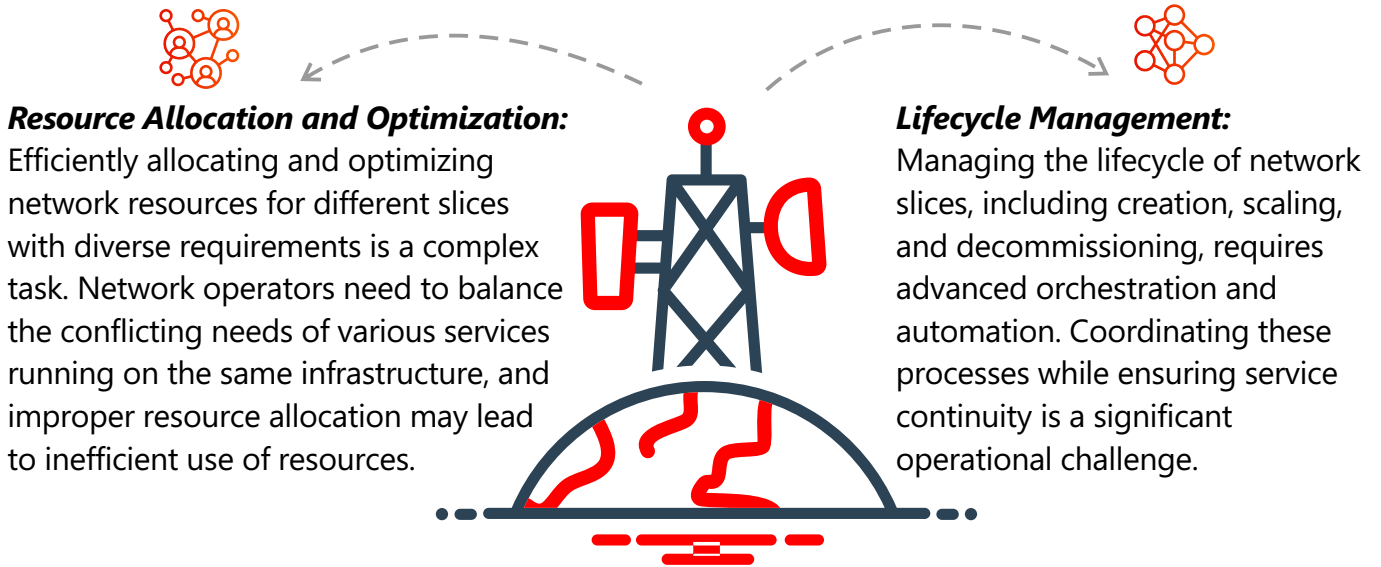 Resource Allocation and Optimization:
Efficiently allocating and optimizing
network resources for different slices
with diverse requirements is a complex
task. Network operators need to balance
the conflicting needs of various services
running on the same infrastructure, and
improper resource allocation may lead
to inefficient use of resources.
Lifecycle Management:
Managing the lifecycle of network
slices, including creation, scaling,
and decommissioning, requires
advanced orchestration and
automation. Coordinating these
processes while ensuring service
continuity is a significant
operational challenge.